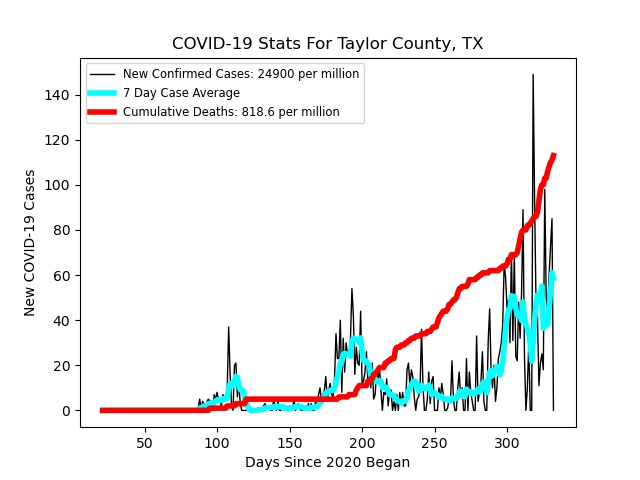 COVID-19 Stats For Taylor County, TX
New Confirmed Cases: 24900 per million
7 Day Case Average
Cumulative Deaths: 818.6 per million
New COVID-19 Cases
140
120
100
80
60
40
20
0
50
100
150
200
250
300
Days Since 2020 Began